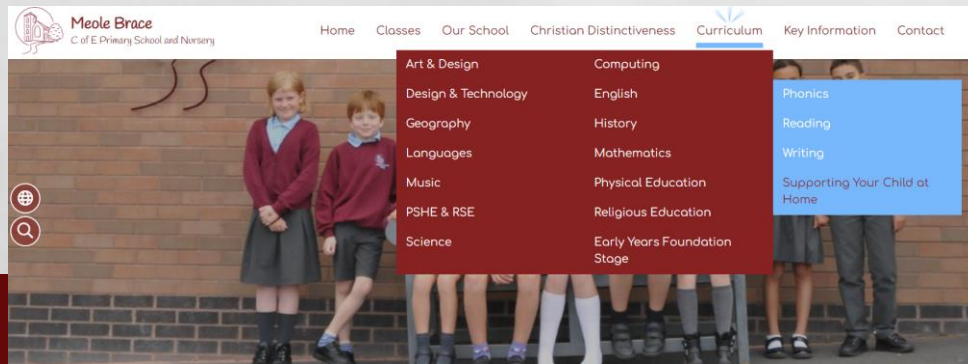 Meole Brace
C of E Primary School and Nursery
Home Classes Our School Christian Distinctiveness Curriculum Key Information Contact
Art & Design
Design & Technology
Geography
Languages
Music
PSHE & RSE
Science
Computing
English
History
Mathematics
Physical Education
Religious Education
Early Years Foundation
Stage
Phonics
Reading
Writing
Supporting Your Child at
Home